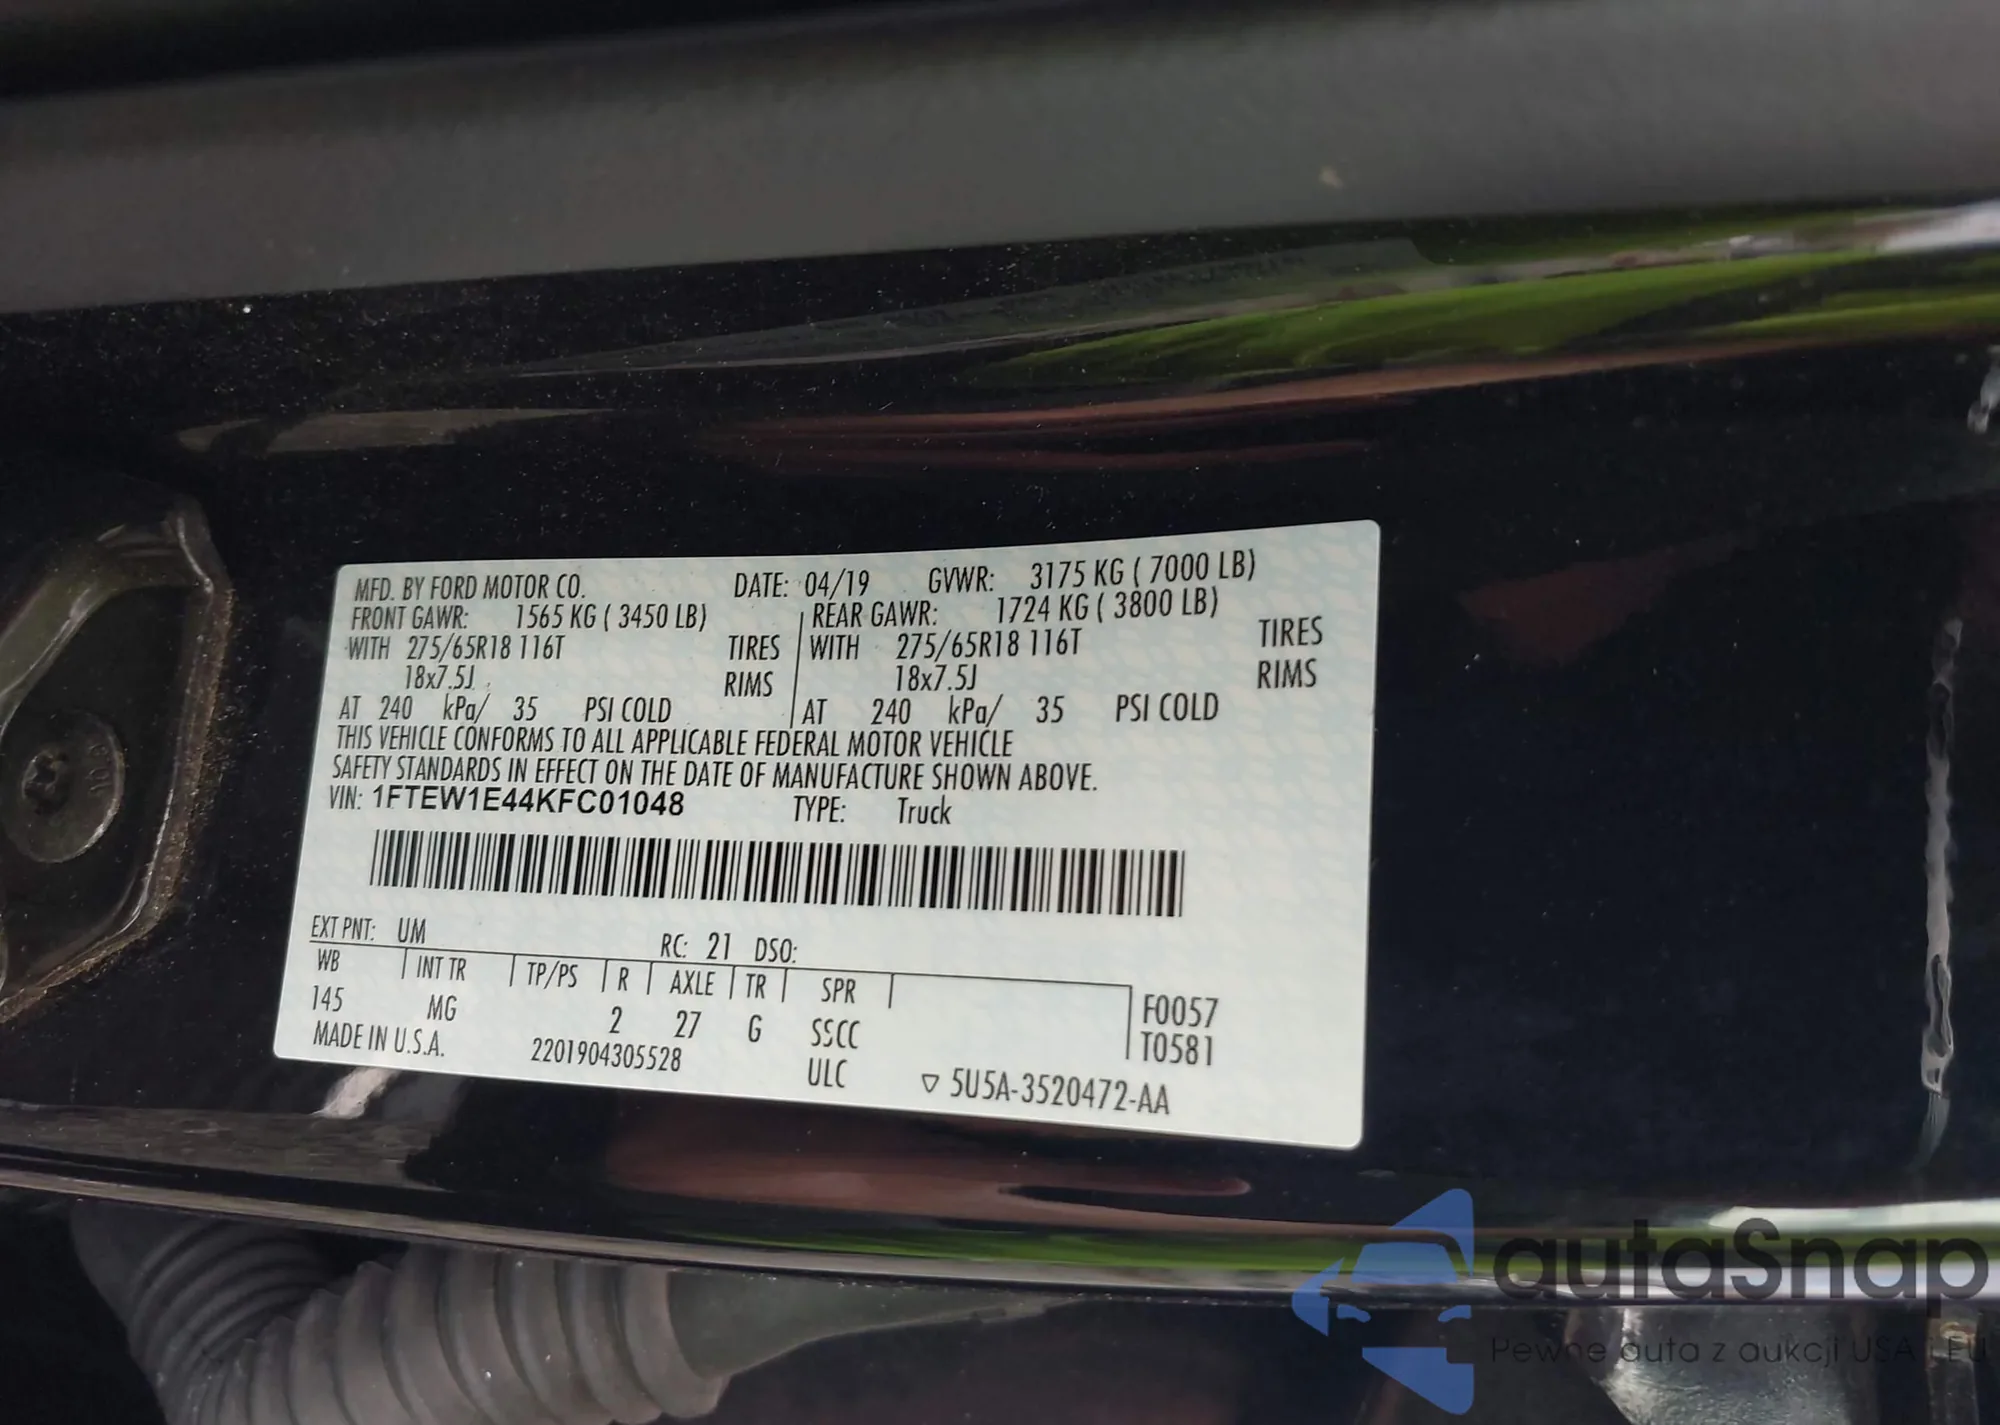 MFD. BY FORD MOTOR CO. DATE: 04/19 GVWR: 3175 KG ( 7000 LB)
FRONT GAWR: 1565 KG ( 3450 LB) REAR GAWR: 1724 KG ( 3800 LB)
WITH 275/65R18 116T TIRES WITH 275/65R18 116T TIRES
18x7.5J RIMS 18x7.5J RIMS
AT 240 kPa/ 35 PSI COLD AT 240 kPa/ 35 PSI COLD
THIS VEHICLE CONFORMS TO ALL APPLICABLE FEDERAL MOTOR VEHICLE
SAFETY STANDARDS IN EFFECT ON THE DATE OF MANUFACTURE SHOWN ABOVE.
VIN: 1FTEW1E44KFC01048 TYPE: Truck
EXT PNT: UM RC: 21 DSO:
WB INT TR TP/PS R AXLE TR SPR
145 MG 2 27 G SSCC F0057
T0581
MADE IN U.S.A. 2201904305528 ULC
▽ 5U5A-3520472-AA
autaSnap
Pewne auta z aukcji USA i EU